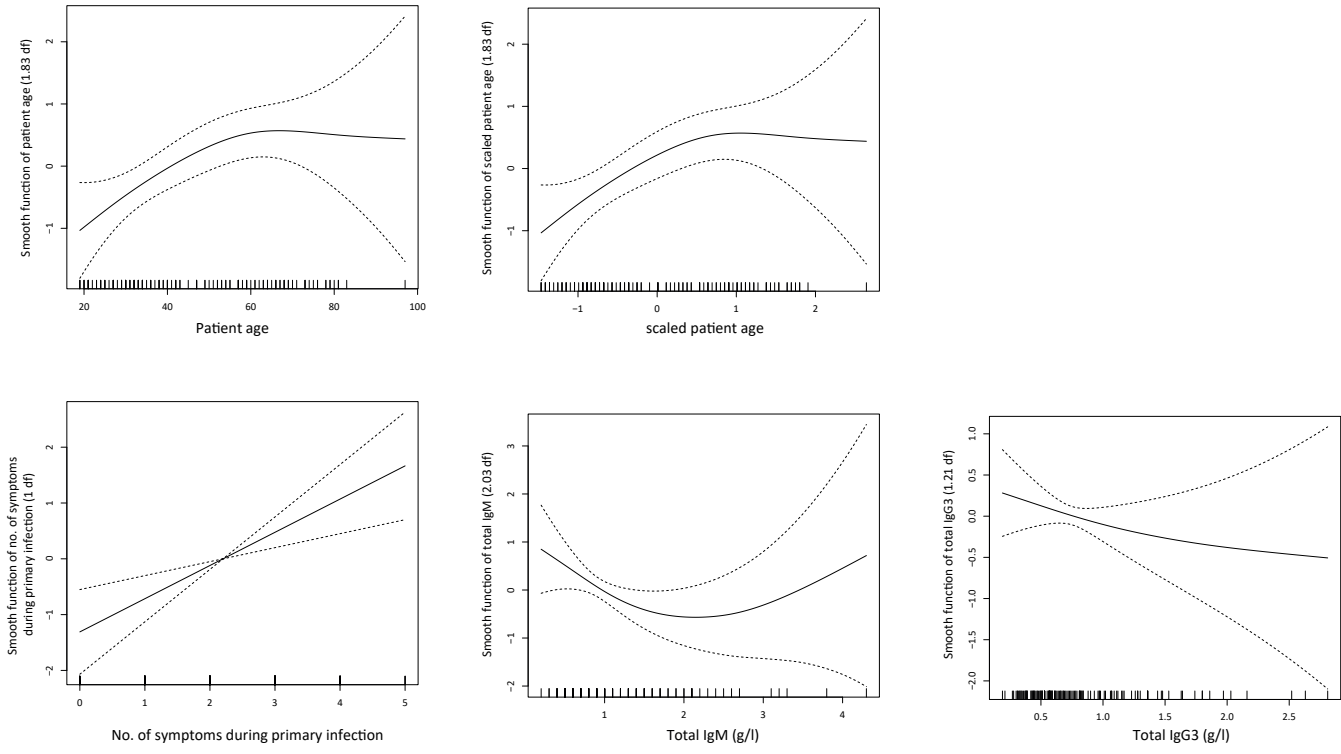 Smooth function of patient age (1.83 df)
2
1
0
−1
20 40 60 80 100
Patient age
Smooth function of scaled patient age (1.83 df)
2
1
0
−1
−1 0 1 2
scaled patient age
Smooth function of no. of symptoms
during primary infection (1 df)
2
1
0
−1
−2
0 1 2 3 4 5
No. of symptoms during primary infection
Smooth function of total IgM (2.03 df)
3
2
1
0
−1
−2
1 2 3 4
Total IgM (g/l)
Smooth function of total IgG3 (1.21 df)
1.0
0.5
0.0
−0.5
−1.0
−1.5
−2.0
0.5 1.0 1.5 2.0 2.5
Total IgG3 (g/l)